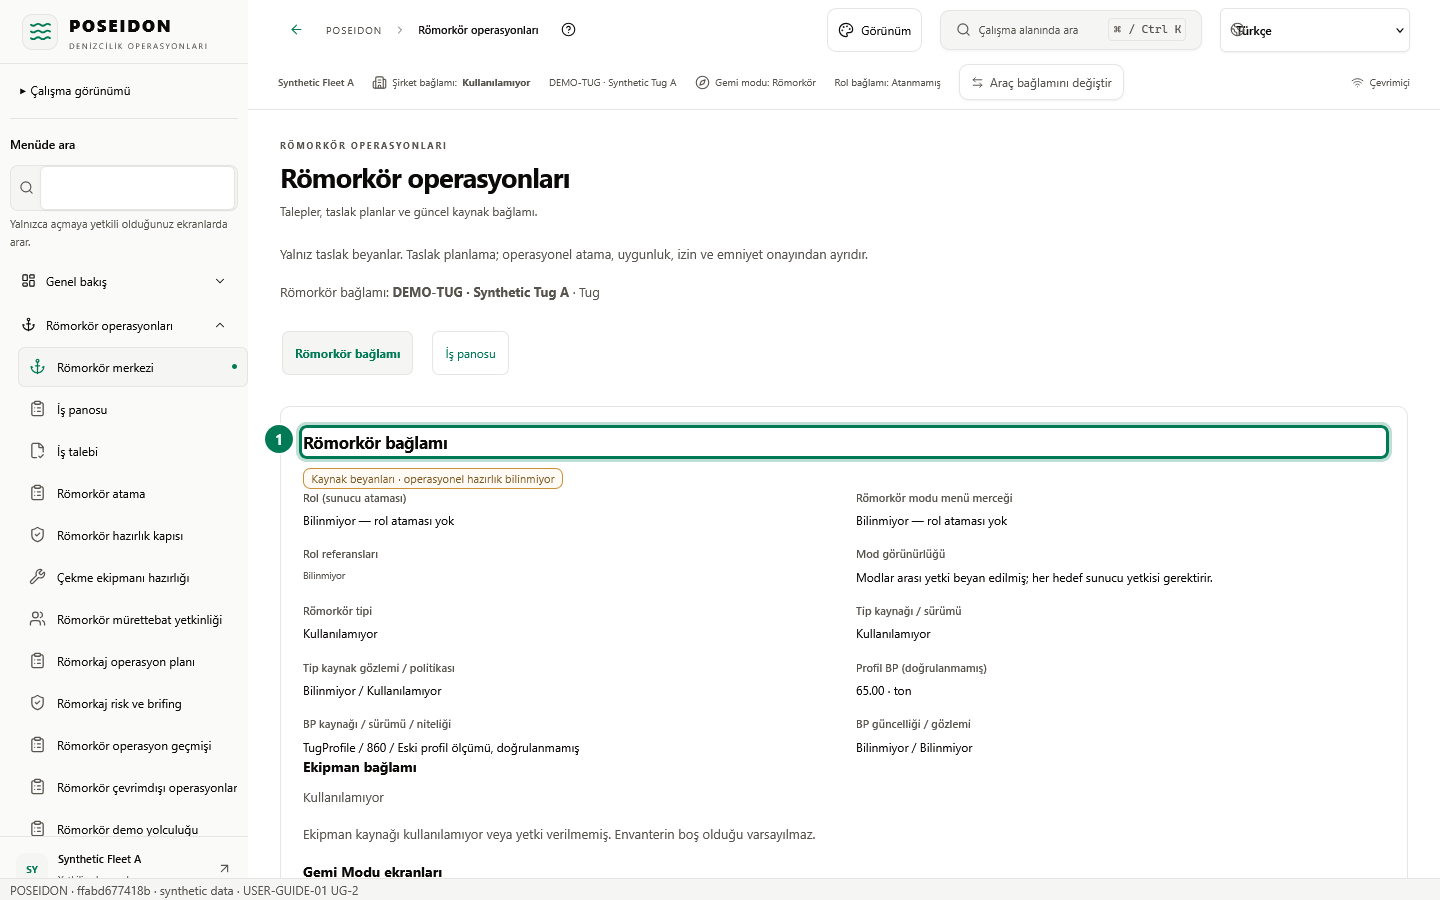 POSEIDON
DENİZCİLİK OPERASYONLARI
Çalışma görünümü
Menüde ara
Yalnızca açmaya yetkili olduğunuz ekranlarda
arar.
Genel bakış
Römorkör operasyonları
Römorkör merkezi
İş panosu
İş talebi
Römorkör atama
Römorkör hazırlık kapısı
Çekme ekipmanı hazırlığı
Römorkör mürettebat yetkinliği
Römorkaj operasyon planı
Römorkaj risk ve brifing
Römorkör operasyon geçmişi
Römorkör çevrimdışı operasyonlar
Römorkör demo yolculuğu
SY
Synthetic Fleet A
POSEIDON
Römorkör operasyonları
Görünüm
Çalışma alanında ara
⌘ / Ctrl K
Türkçe
Synthetic Fleet A
Şirket bağlamı: Kullanılamıyor
DEMO-TUG · Synthetic Tug A
Gemi modu: Römorkör
Rol bağlamı: Atanmamış
Araç bağlamını değiştir
Çevrimiçi
RÖMORKÖR OPERASYONLARI
Römorkör operasyonları
Talepler, taslak planlar ve güncel kaynak bağlamı.
Yalnız taslak beyanlar. Taslak planlama; operasyonel atama, uygunluk, izin ve emniyet onayından ayrıdır.
Römorkör bağlamı: DEMO-TUG · Synthetic Tug A · Tug
Römorkör bağlamı
İş panosu
1
Römorkör bağlamı
Kaynak beyanları · operasyonel hazırlık bilinmiyor
Rol (sunucu ataması)
Bilinmiyor — rol ataması yok
Römorkör modu menü merceği
Bilinmiyor — rol ataması yok
Rol referansları
Bilinmiyor
Mod görünürlüğü
Modlar arası yetki beyan edilmiş; her hedef sunucu yetkisi gerektirir.
Römorkör tipi
Kullanılamıyor
Tip kaynağı / sürümü
Kullanılamıyor
Tip kaynak gözlemi / politikası
Bilinmiyor / Kullanılamıyor
Profil BP (doğrulanmamış)
65.00 · ton
BP kaynağı / sürümü / niteliği
TugProfile / 860 / Eski profil ölçümü, doğrulanmamış
BP güncelliği / gözlemi
Bilinmiyor / Bilinmiyor
Ekipman bağlamı
Kullanılamıyor
Ekipman kaynağı kullanılamıyor veya yetki verilmemiş. Envanterin boş olduğu varsayılmaz.
Gemi Modu ekranları
POSEIDON · ffabd677418b · synthetic data · USER-GUIDE-01 UG-2